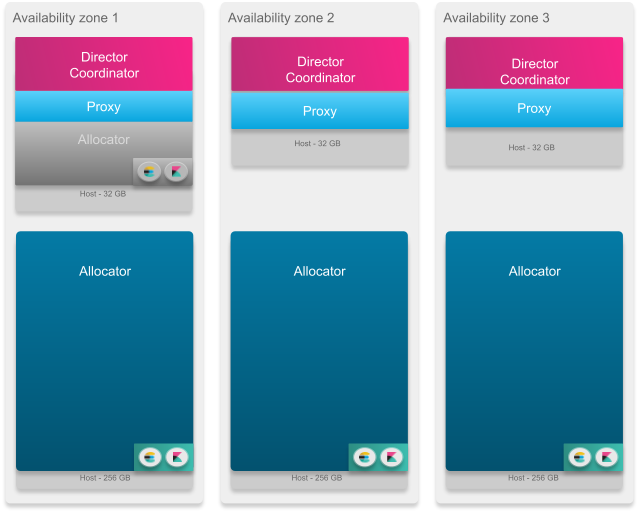 Availability zone 1
Director
Coordinator
Proxy
Allocator
Host - 32 GB
Allocator
Host - 256 GB
Availability zone 2
Director
Coordinator
Proxy
Host - 32 GB
Allocator
Host - 256 GB
Availability zone 3
Director
Coordinator
Proxy
Host - 32 GB
Allocator
Host - 256 GB